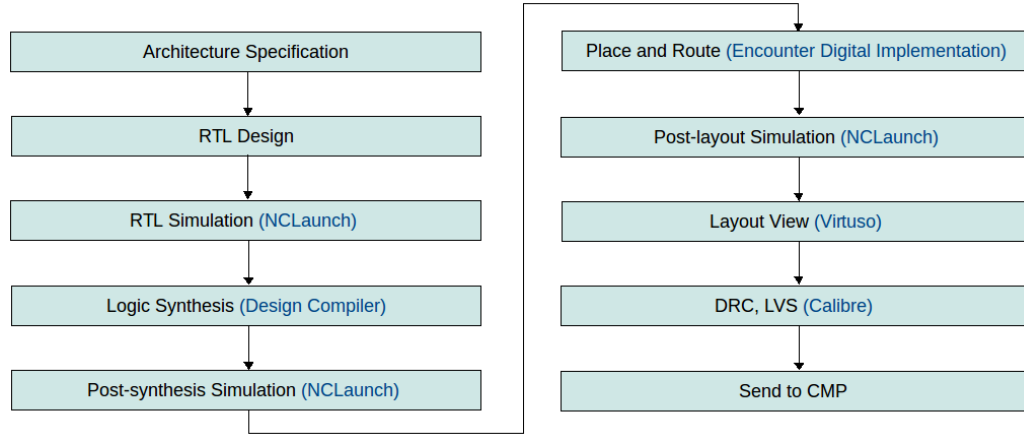 Architecture Specification
RTL Design
RTL Simulation (NCLaunch)
Logic Synthesis (Design Compiler)
Post-synthesis Simulation (NCLaunch)
Place and Route (Encounter Digital Implementation)
Post-layout Simulation (NCLaunch)
Layout View (Virtuso)
DRC, LVS (Calibre)
Send to CMP